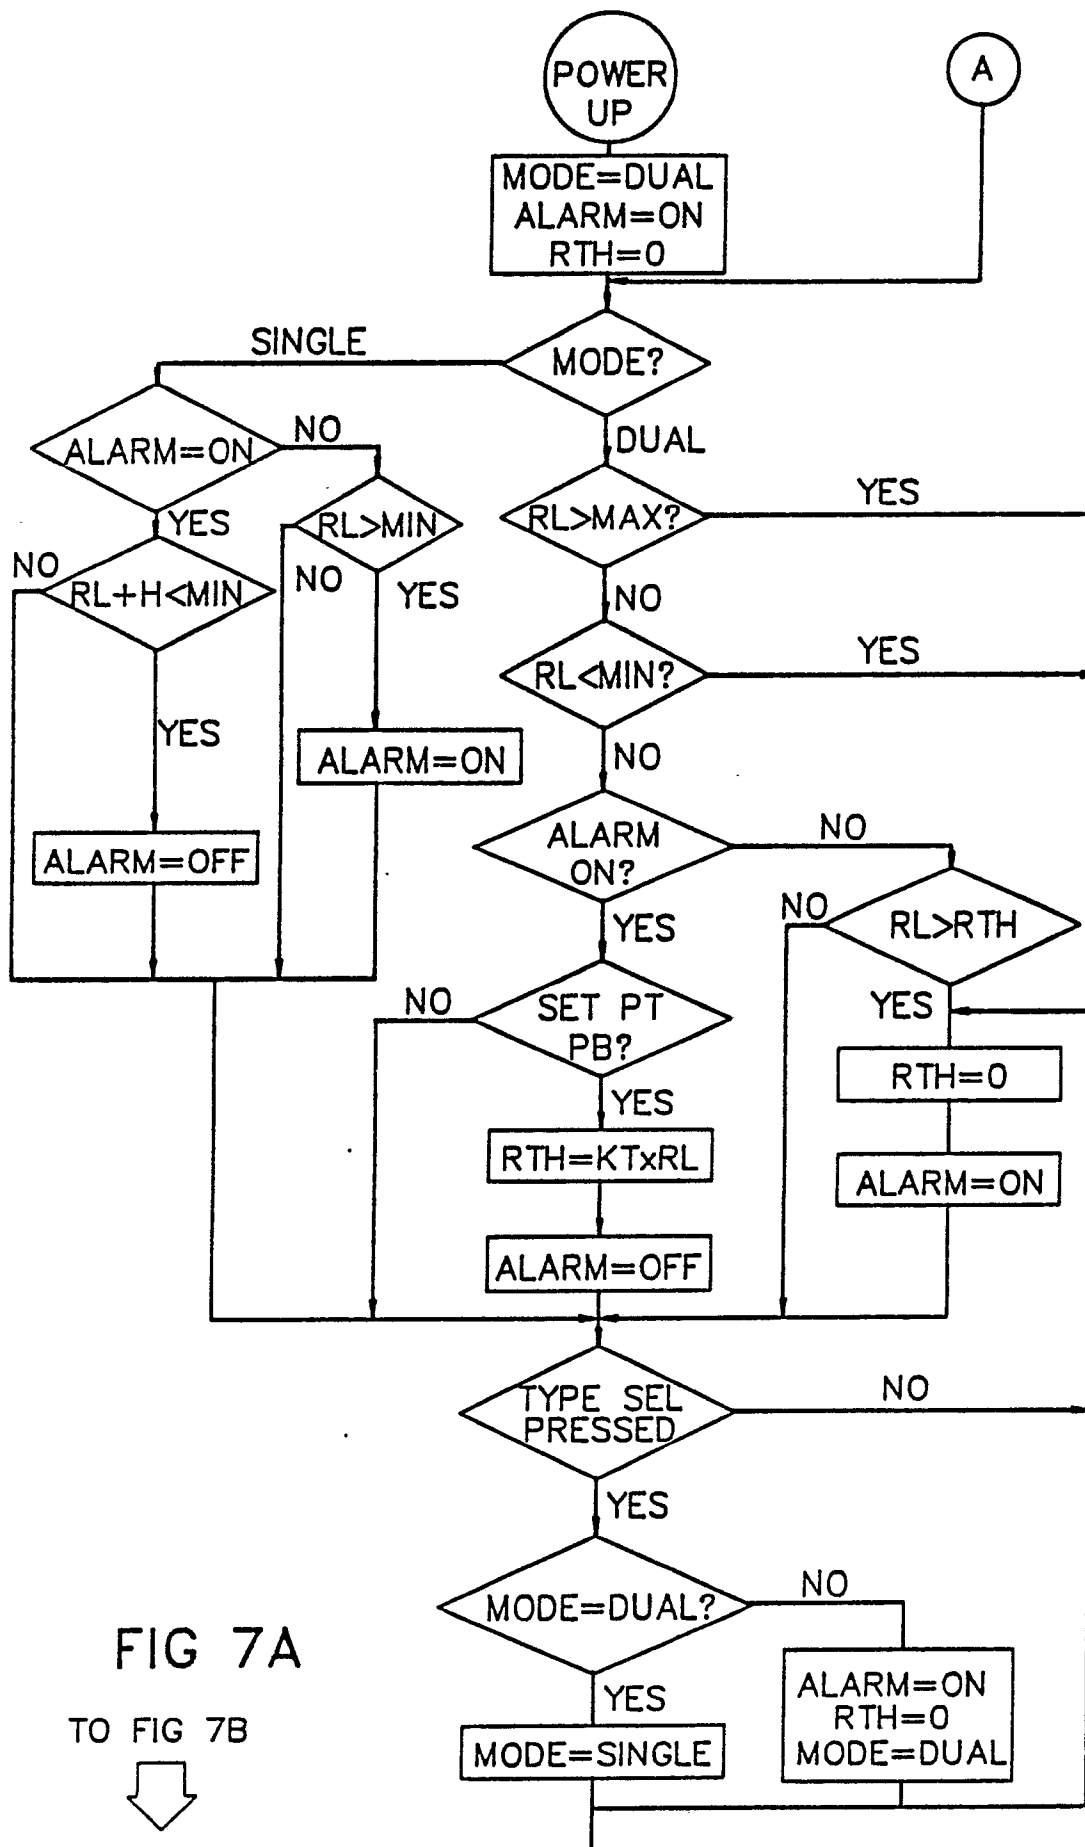 POWER
UP
A
MODE=DUAL
ALARM=ON
RTH=0
SINGLE
MODE?
DUAL
ALARM=ON
NO
YES
RL>MIN
NO
YES
RL>MAX?
YES
NO
NO
RL+H<MIN
YES
RL<MIN?
YES
NO
ALARM=ON
ALARM=OFF
ALARM
ON?
NO
YES
NO
RL>RTH
YES
NO
SET PT
PB?
YES
RTH=0
RTH=KTxRL
ALARM=ON
ALARM=OFF
TYPE SEL
PRESSED
NO
YES
MODE=DUAL?
NO
YES
ALARM=ON
RTH=0
MODE=DUAL
MODE=SINGLE
FIG 7A
TO FIG 7B